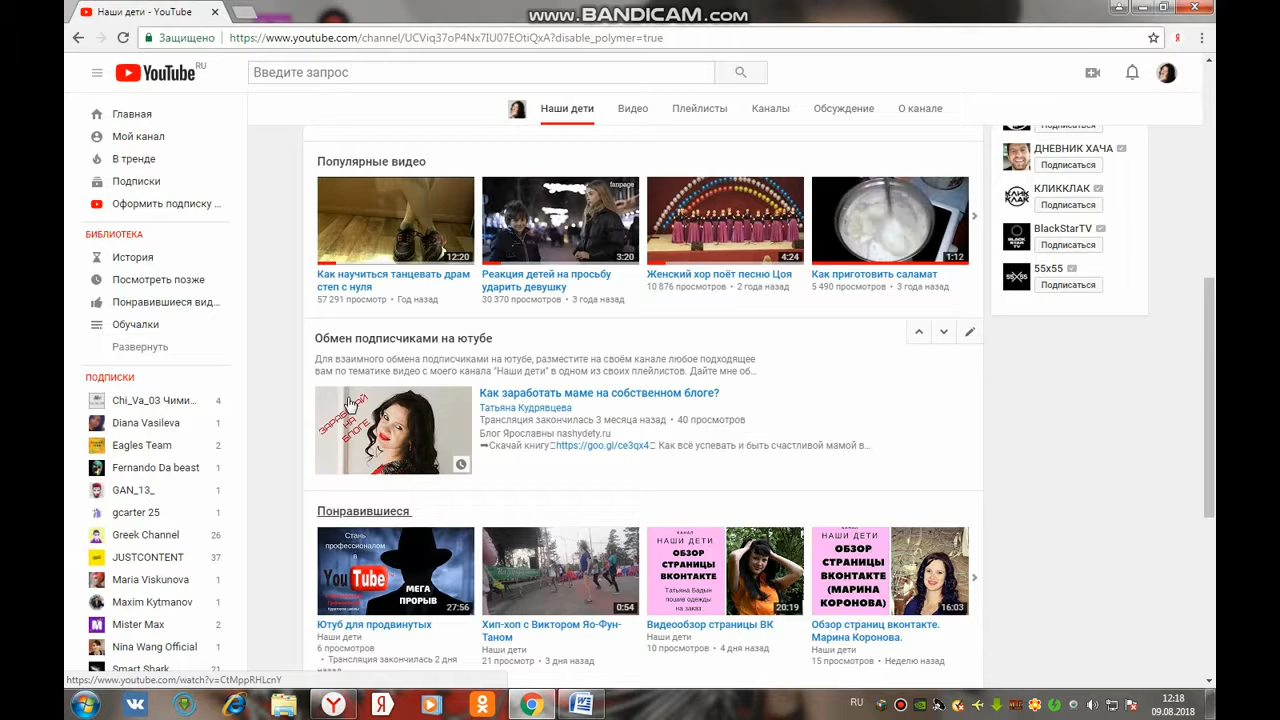 www.BANDICAM.com
Наши дети - YouTube
Защищено
https://www.youtube.com/channel/UCViq37oP4Nx7IU07EOtiQxA?disable_polymer=true
YouTube RU
Введите запрос
Наши дети Видео Плейлисты Каналы Обсуждение О канале
Главная
Мой канал
В тренде
Подписки
Оформить подписку ...
БИБЛИОТЕКА
История
Посмотреть позже
Понравившиеся вид...
Обучалки
Развернуть
ПОДПИСКИ
Chi_Va_03 Чими... 4
Diana Vasileva 1
Eagles Team 2
Fernando Da beast 1
GAN_13_ 1
gcarter 25 1
Greek Channel 26
JUSTCONTENT 37
Maria Viskunova 1
Maxim Kytmanov 1
Mister Max 2
Nina Wang Official 1
Smart Shark 21
Популярные видео
12:20
Как научиться танцевать драм
степ с нуля
57 291 просмотр • Год назад
fanpage
3:20
Реакция детей на просьбу
ударить девушку
30 370 просмотров • 3 года назад
4:24
Женский хор поёт песню Цоя
10 876 просмотров • 2 года назад
1:12
Как приготовить саламат
5 490 просмотров • 3 года назад
Обмен подписчиками на ютубе
Для взаимного обмена подписчиками на ютубе, разместите на своём канале любое подходящее
вам по тематике видео с моего канала "Наши дети" в одном из своих плейлистов. Дайте мне об...
Как заработать маме на собственном блоге?
Татьяна Кудрявцева
Трансляция закончилась 3 месяца назад • 40 просмотров
Блог Ярославны nashydety.ru
➡Скачай книгу https://goo.gl/ce3qx4 Как всё успевать и быть счастливой мамой в...
Понравившиеся
Стань
профессионалом
в
YouTube
МЕГА
ПРОРЫВ
27:56
Ютуб для продвинутых
Наши дети
6 просмотров
• Трансляция закончилась 2 дня
назад
0:54
Хип-хоп с Виктором Яо-Фун-
Таном
Наши дети
21 просмотр • 3 дня назад
КАНАЛ
НАШИ ДЕТИ
ОБЗОР
СТРАНИЦЫ
ВКОНТАКТЕ
Татьяна Бадын
пошив одежды
на заказ
20:19
Видеообзор страницы ВК
Наши дети
10 просмотров • 4 дня назад
КАНАЛ
НАШИ ДЕТИ
ОБЗОР
СТРАНИЦЫ
ВКОНТАКТЕ
(МАРИНА
КОРОНОВА)
16:03
Обзор страниц вконтакте.
Марина Коронова.
Наши дети
15 просмотров • Неделю назад
Подписаться
ДНЕВНИК ХАЧА
Подписаться
КЛИККЛАК
Подписаться
BlackStarTV
Подписаться
55x55
Подписаться
https://www.youtube.com/watch?v=CtMppRHLcnY
RU
12:18
09.08.2018